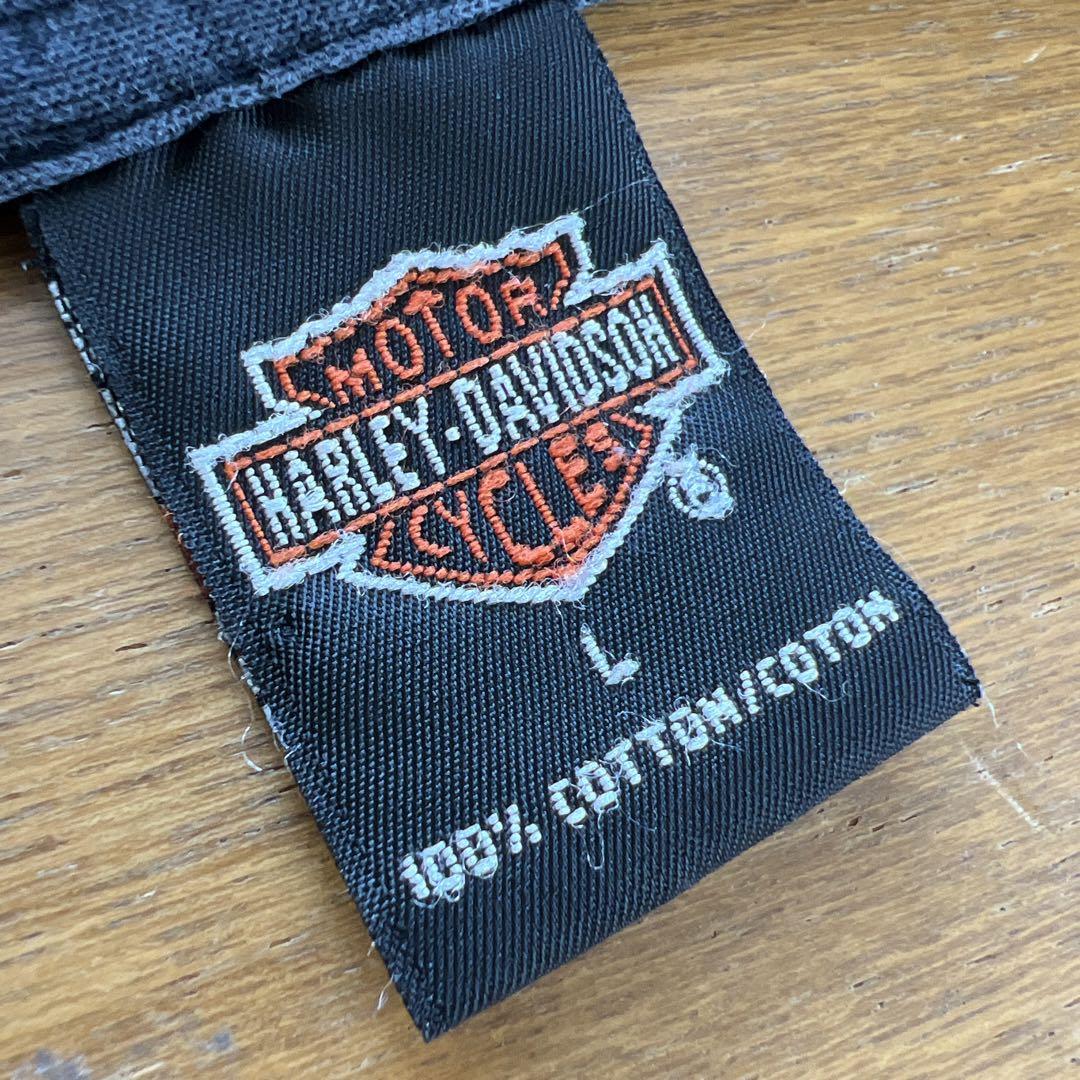 MOTOR
HARLEY-DAVIDSON
CYCLES
®
L
100% COTTON/COTON